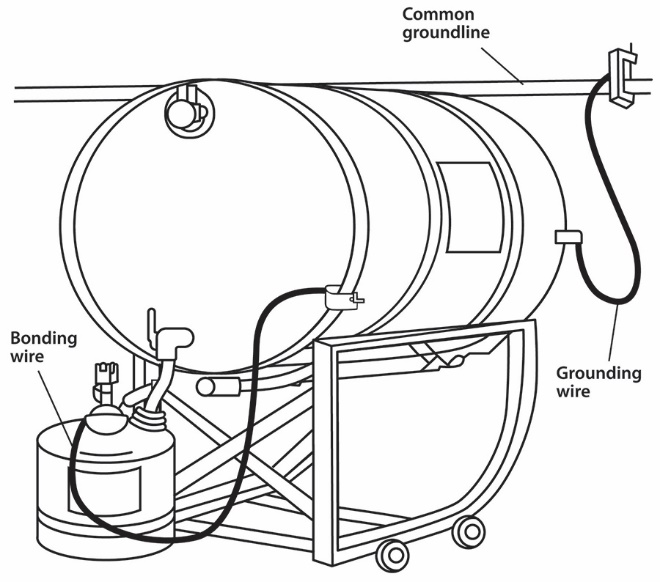 Common
groundline
Bonding
wire
Grounding
wire